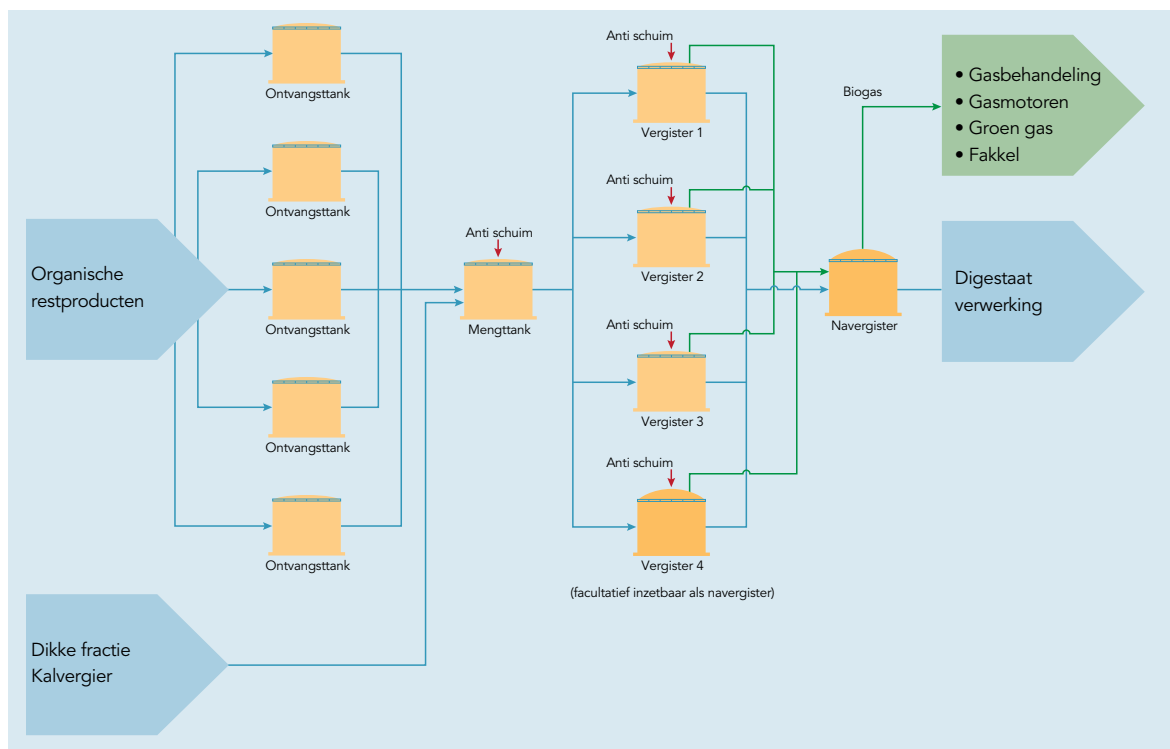 Organische
restproducten
Dikke fractie
Kalvergier
Ontvangsttank
Ontvangsttank
Ontvangsttank
Ontvangsttank
Ontvangsttank
Anti schuim
Mengttank
Anti schuim
Vergister 1
Anti schuim
Vergister 2
Anti schuim
Vergister 3
Anti schuim
Vergister 4
(facultatief inzetbaar als navergister)
Biogas
Navergister
• Gasbehandeling
• Gasmotoren
• Groen gas
• Fakkel
Digestaat
verwerking